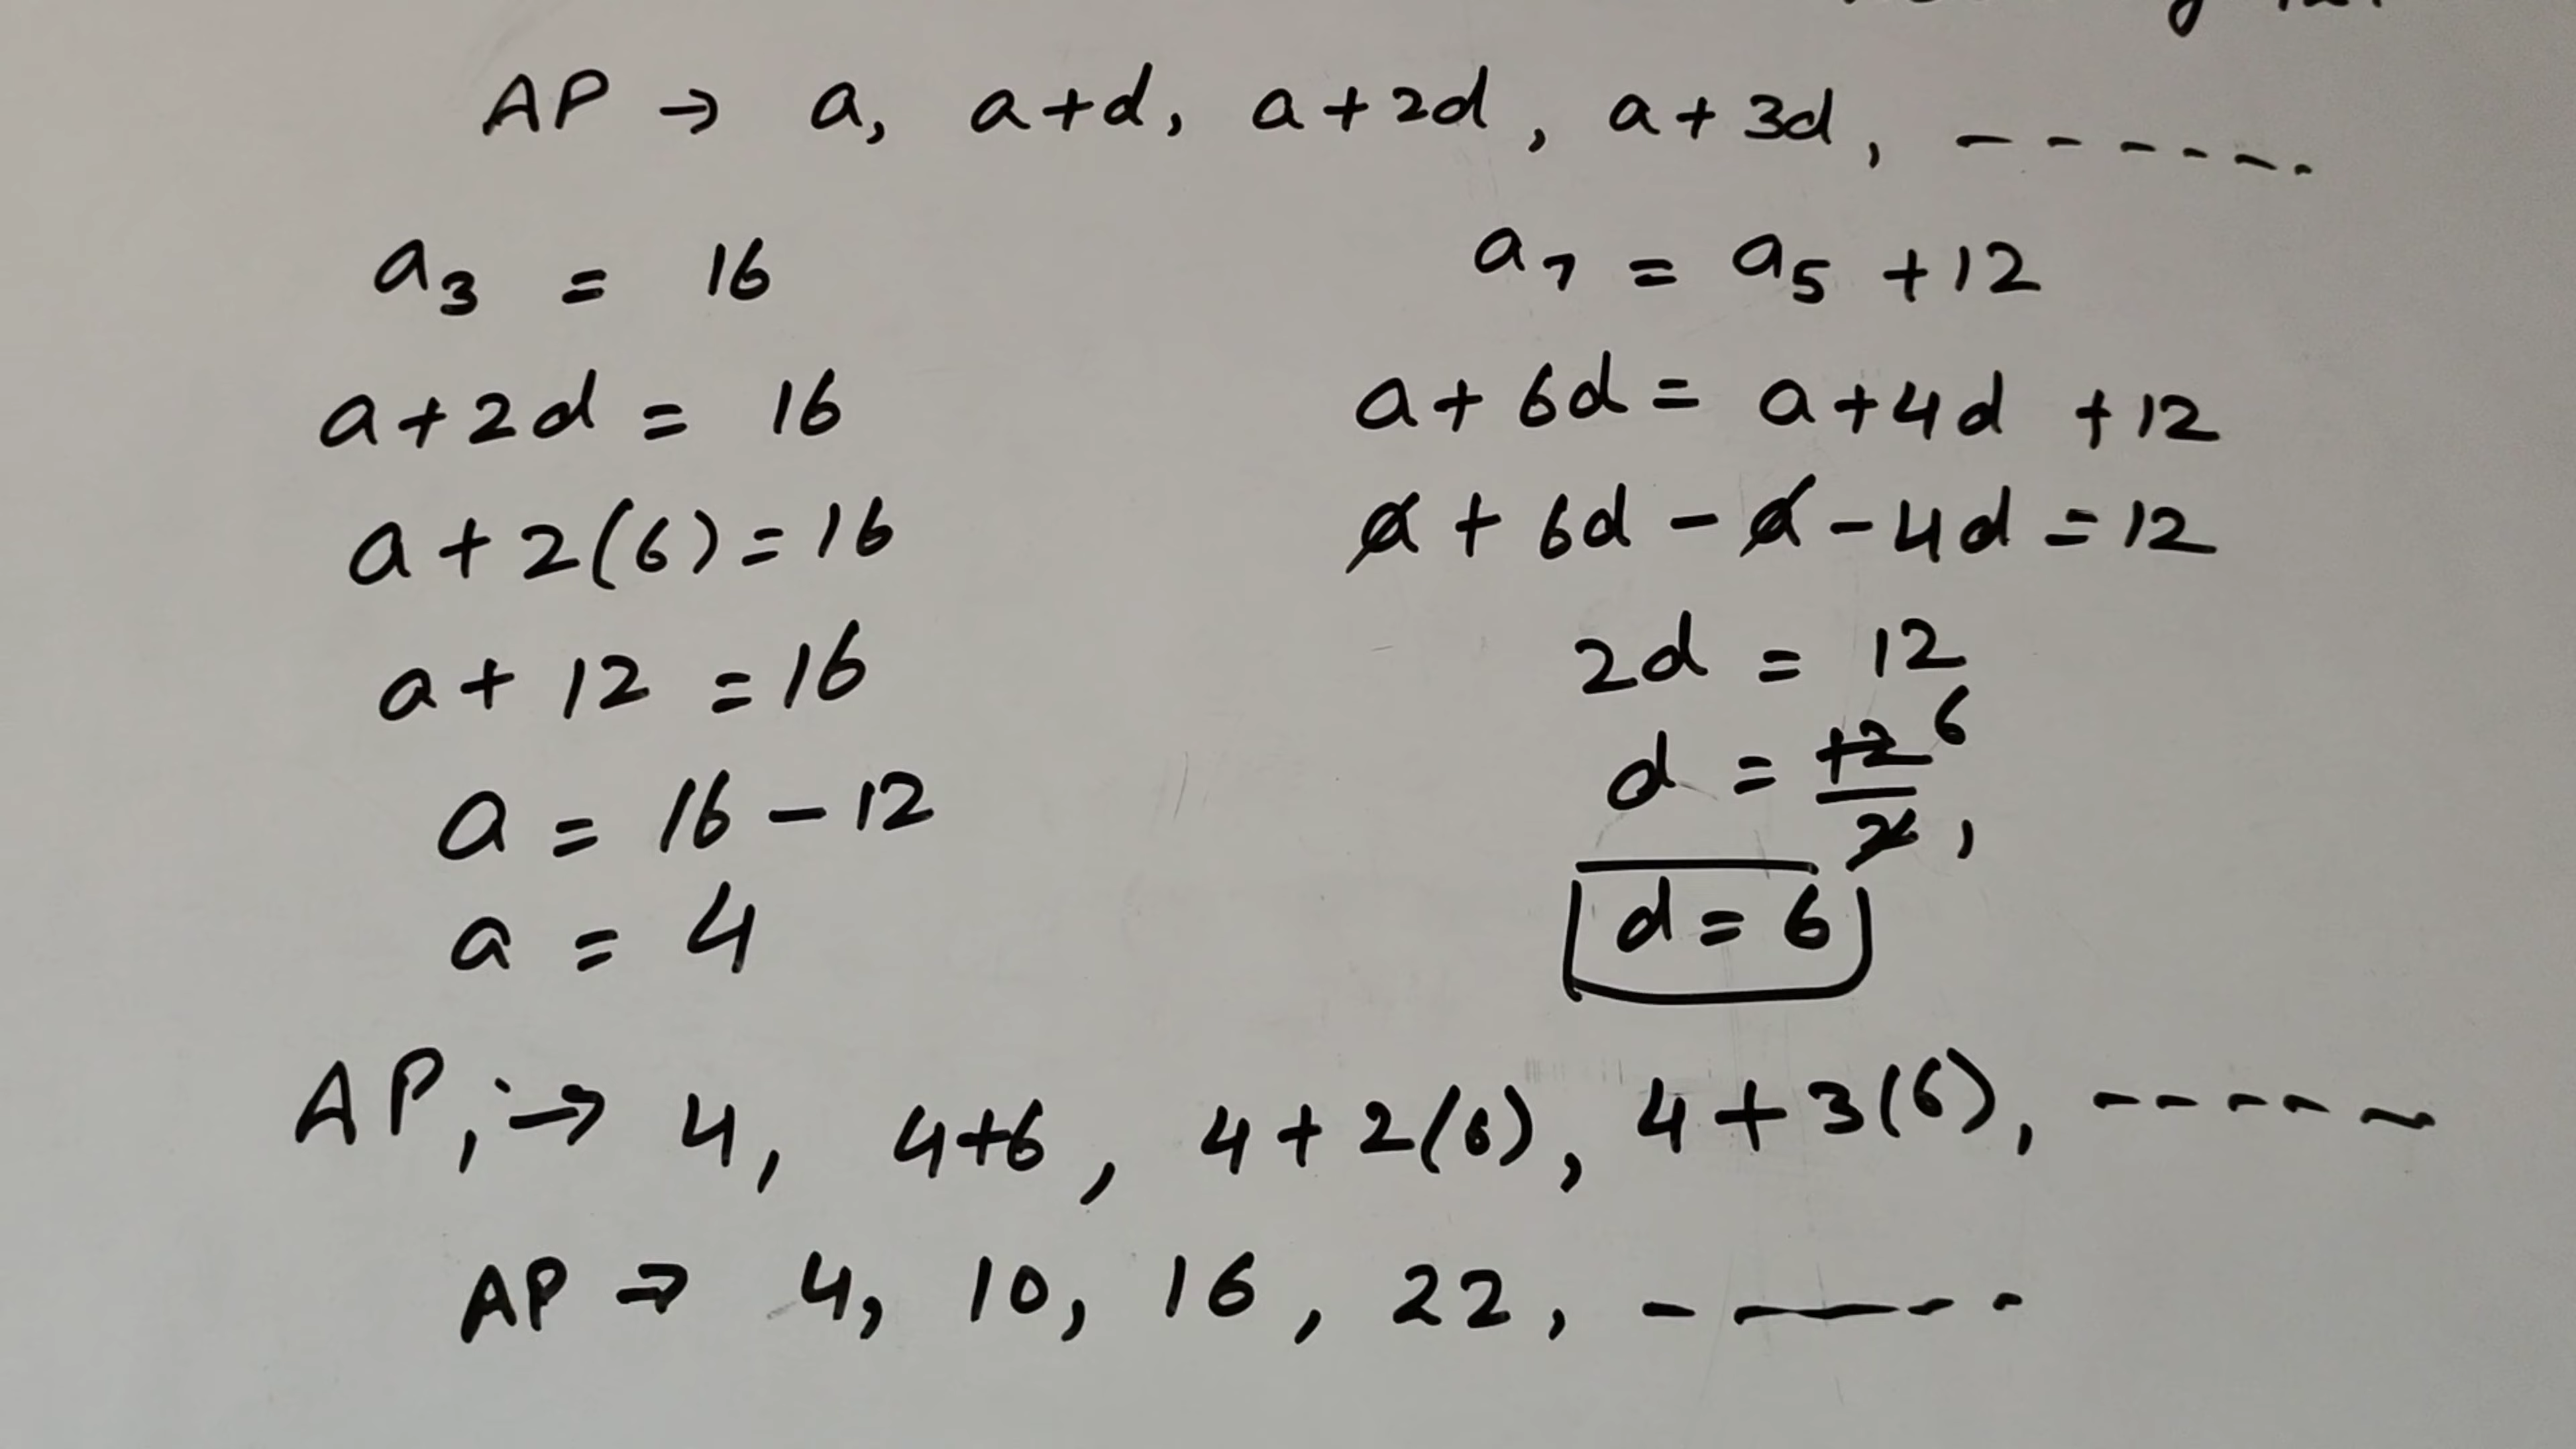 AP → a, a+d, a+2d, a+3d, ------.
a₃ = 16
a+2d = 16
a+2(6)=16
a+ 12 =16
a = 16-12
a = 4
a₇ = a₅ +12
a+6d = a+4d +12
a + 6d - a - 4d = 12
2d = 12
d = 12/2 6 1
d = 6
AP, → 4, 4+6, 4+2(6), 4+3(6), -----
AP → 4, 10, 16, 22, ----